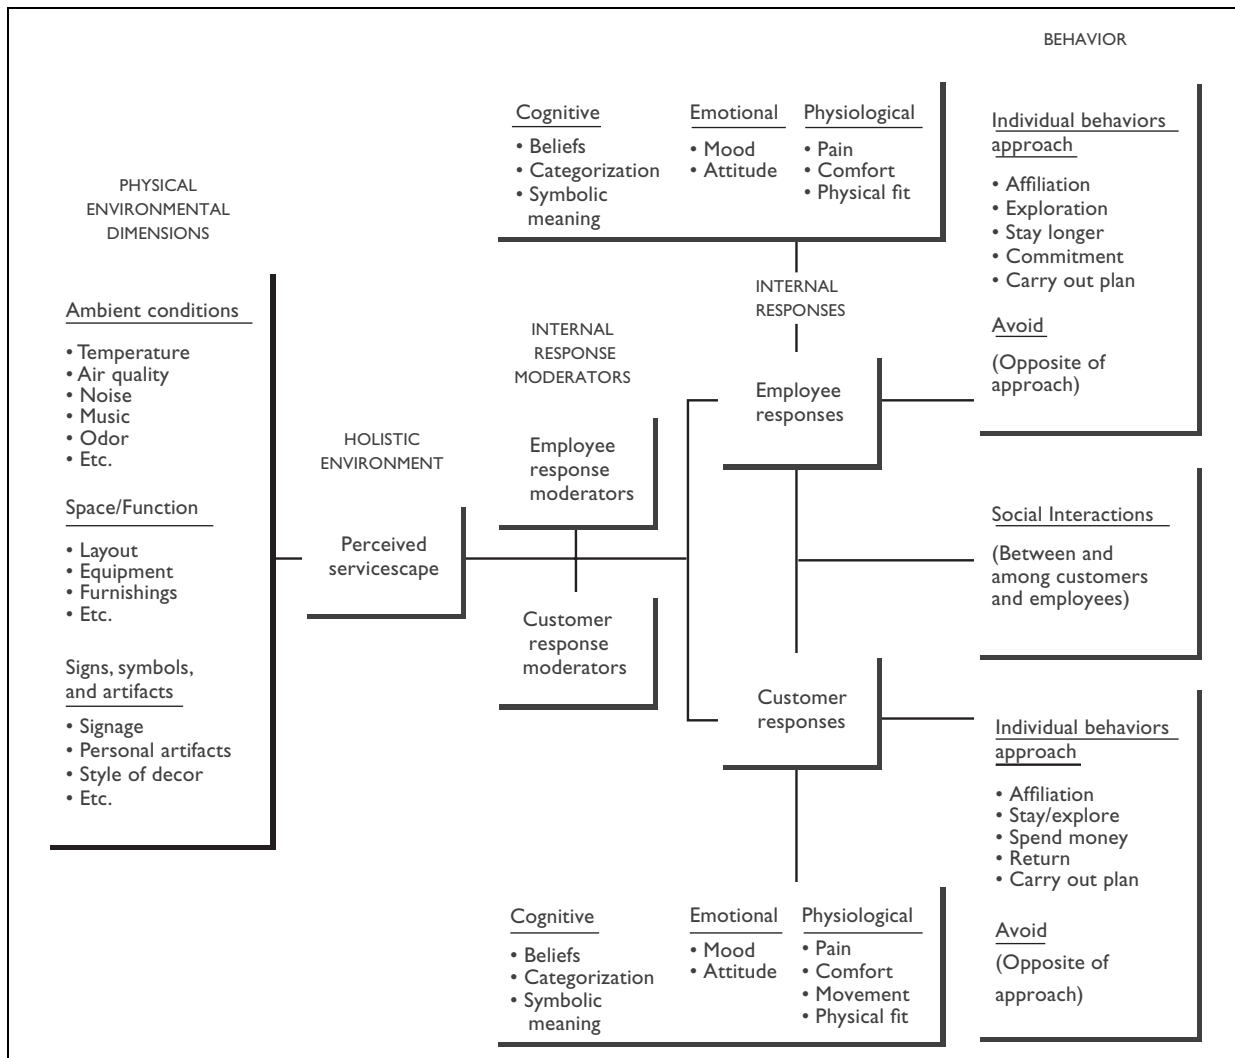 PHYSICAL
ENVIRONMENTAL
DIMENSIONS
Ambient conditions
• Temperature
• Air quality
• Noise
• Music
• Odor
• Etc.
Space/Function
• Layout
• Equipment
• Furnishings
• Etc.
Signs, symbols,
and artifacts
• Signage
• Personal artifacts
• Style of decor
• Etc.
HOLISTIC
ENVIRONMENT
Perceived
servicescape
INTERNAL
RESPONSE
MODERATORS
Employee
response
moderators
Customer
response
moderators
Cognitive
• Beliefs
• Categorization
• Symbolic
meaning
Emotional
• Mood
• Attitude
Physiological
• Pain
• Comfort
• Physical fit
INTERNAL
RESPONSES
Employee
responses
Customer
responses
Cognitive
• Beliefs
• Categorization
• Symbolic
meaning
Emotional
• Mood
• Attitude
Physiological
• Pain
• Comfort
• Movement
• Physical fit
BEHAVIOR
Individual behaviors
approach
• Affiliation
• Exploration
• Stay longer
• Commitment
• Carry out plan
Avoid
(Opposite of
approach)
Social Interactions
(Between and
among customers
and employees)
Individual behaviors
approach
• Affiliation
• Stay/explore
• Spend money
• Return
• Carry out plan
Avoid
(Opposite of
approach)